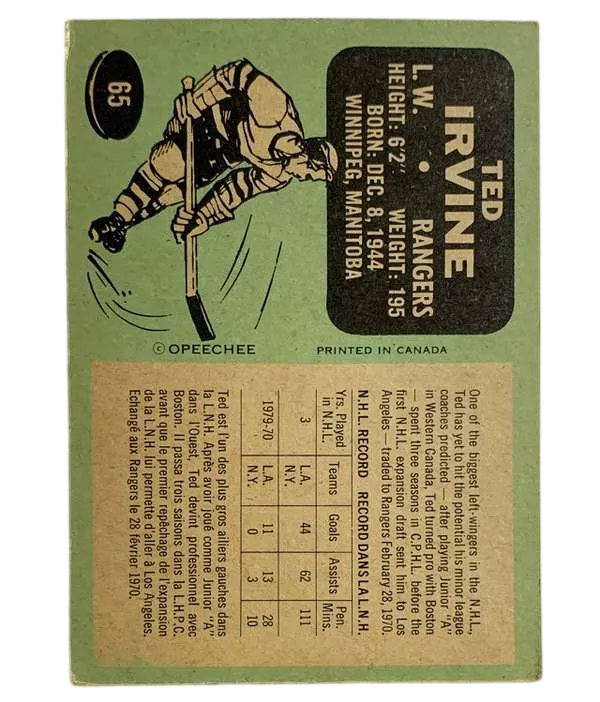 65
TED
IRVINE
L.W. • RANGERS
HEIGHT: 6'2" WEIGHT: 195
BORN: DEC. 8, 1944
WINNIPEG, MANITOBA
© OPEECHEE PRINTED IN CANADA
One of the biggest left-wingers in the N.H.L.,
Ted has yet to hit the potential his minor league
coaches predicted — after playing Junior "A"
in Western Canada, Ted turned pro with Boston
— spent three seasons in C.P.H.L. before the
first N.H.L. expansion draft sent him to Los
Angeles — traded to Rangers February 28, 1970.
N.H.L. RECORD RECORD DANS LA L.N.H.
Yrs. Played in N.H.L. Teams Goals Assists Pen. Mins.
3 L.A. 44 62 111
N.Y.
1979-70 L.A. 11 13 28
N.Y. 0 3 10
Ted est l'un des plus gros ailiers gauches dans
la L.N.H. Après avoir joué comme Junior "A"
dans l'Ouest, Ted devint professionnel avec
Boston. Il passa trois saisons dans la L.H.P.C.
avant que le premier repêchage de l'expansion
de la L.N.H. lui permette d'aller à Los Angeles.
Echangé aux Rangers le 28 février 1970.